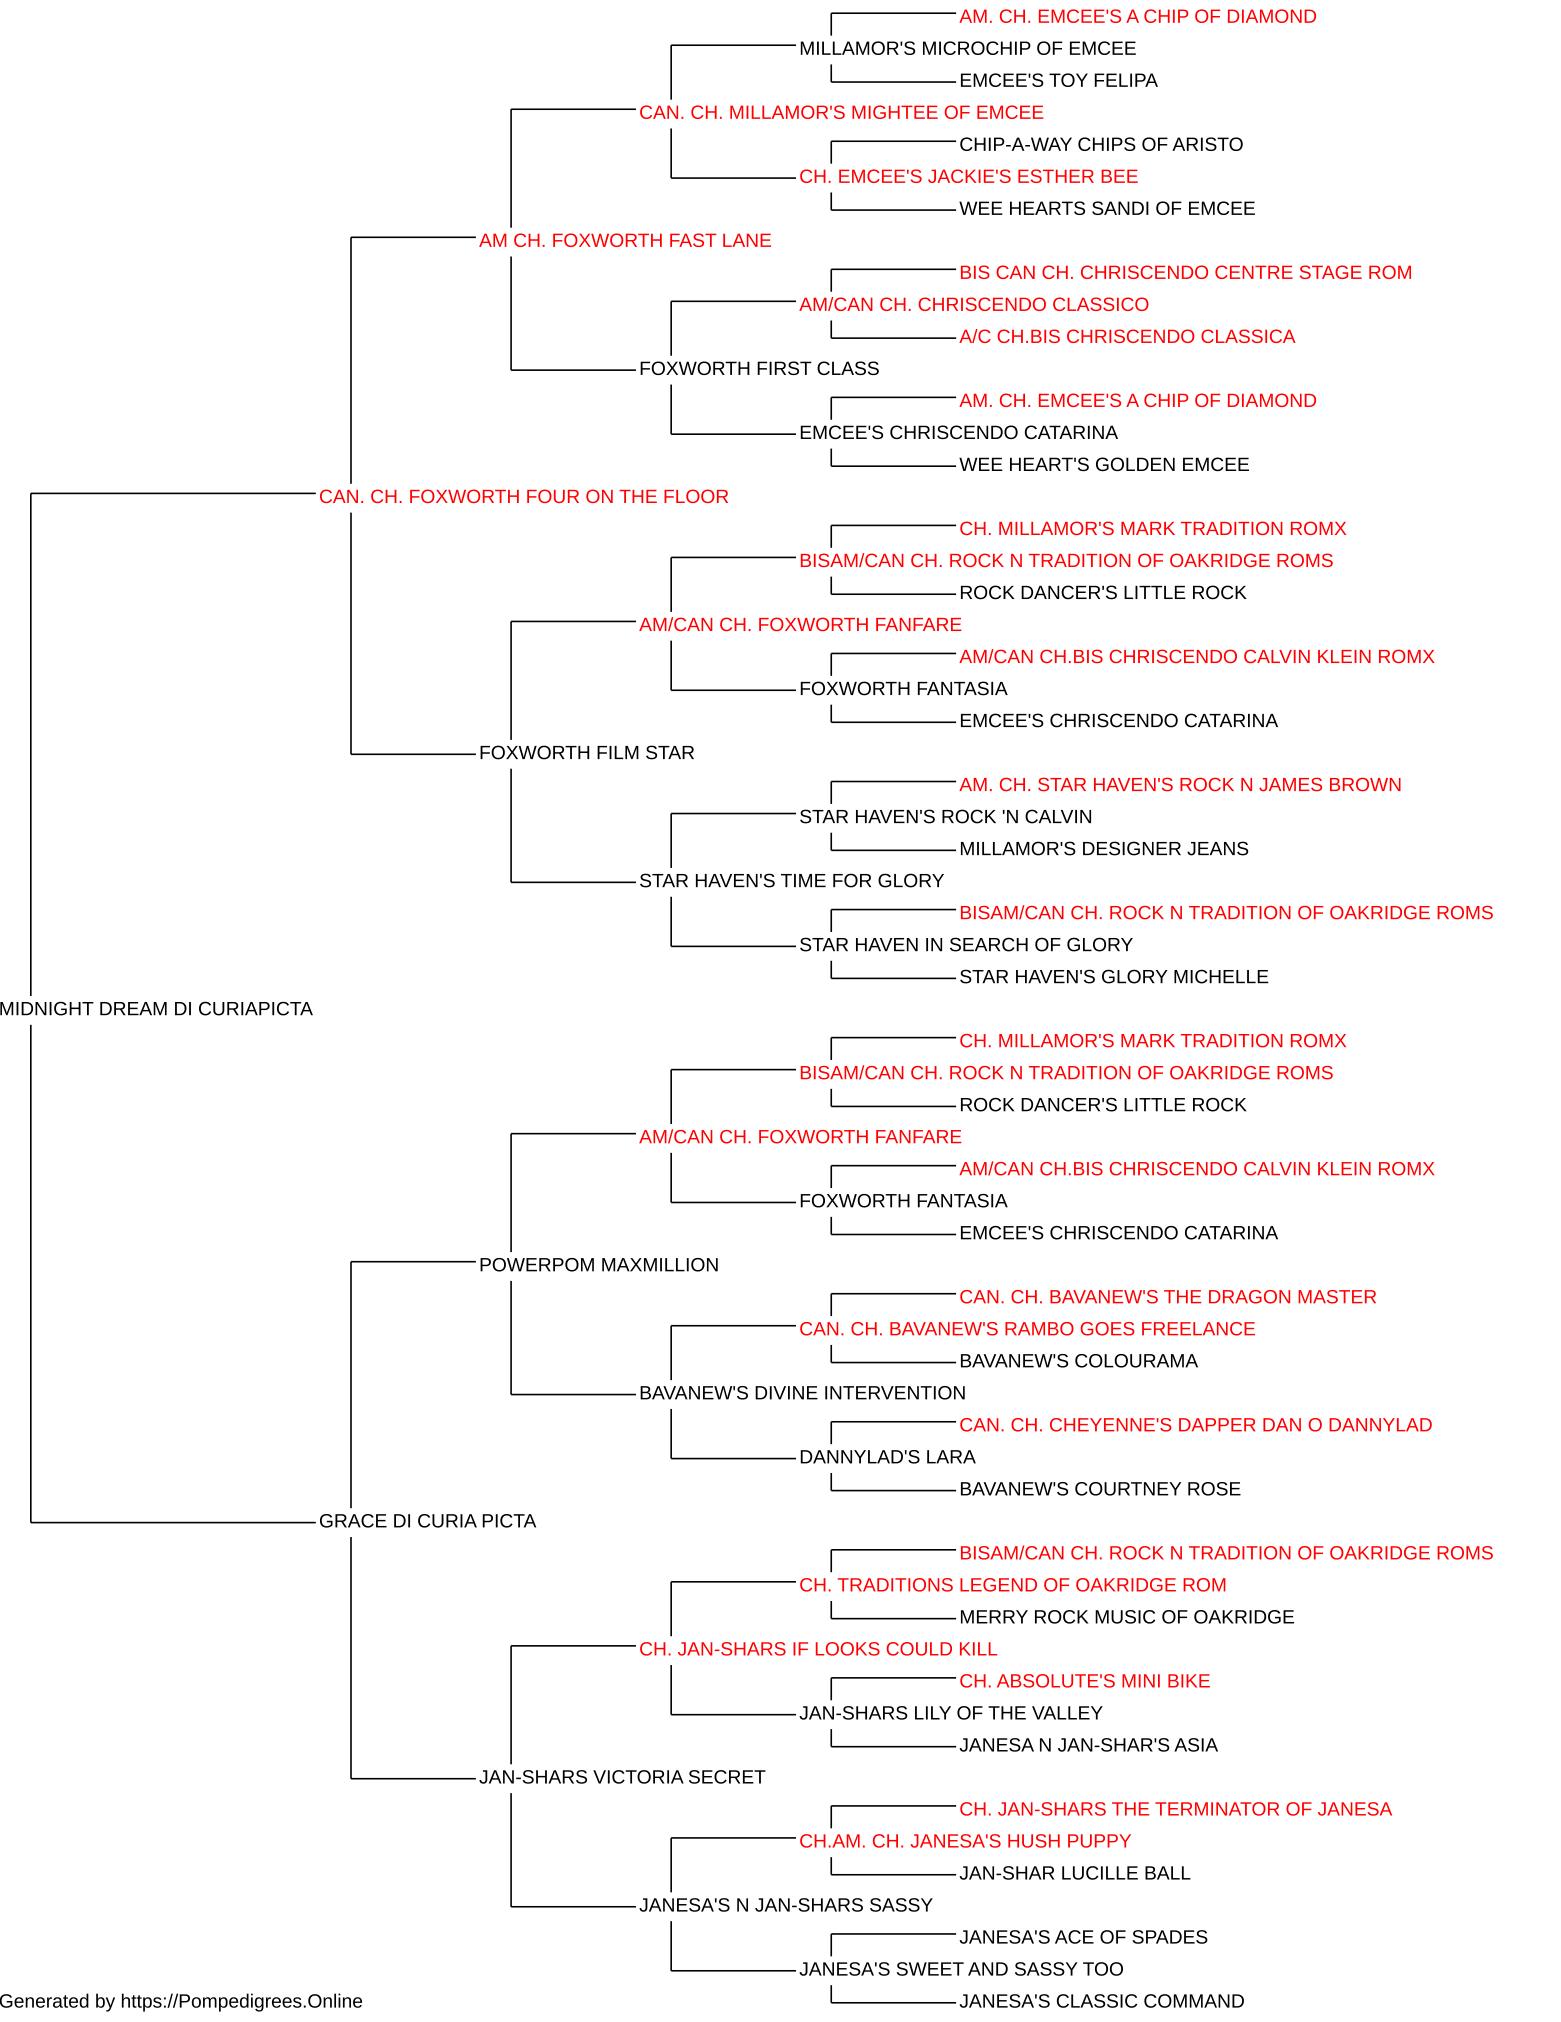 AM. CH. EMCEE'S A CHIP OF DIAMOND
MILLAMOR'S MICROCHIP OF EMCEE
EMCEE'S TOY FELIPA
CAN. CH. MILLAMOR'S MIGHTEE OF EMCEE
CHIP-A-WAY CHIPS OF ARISTO
CH. EMCEE'S JACKIE'S ESTHER BEE
WEE HEARTS SANDI OF EMCEE
AM CH. FOXWORTH FAST LANE
BIS CAN CH. CHRISCENDO CENTRE STAGE ROM
AM/CAN CH. CHRISCENDO CLASSICO
A/C CH.BIS CHRISCENDO CLASSICA
FOXWORTH FIRST CLASS
AM. CH. EMCEE'S A CHIP OF DIAMOND
EMCEE'S CHRISCENDO CATARINA
WEE HEART'S GOLDEN EMCEE
CAN. CH. FOXWORTH FOUR ON THE FLOOR
CH. MILLAMOR'S MARK TRADITION ROMX
BISAM/CAN CH. ROCK N TRADITION OF OAKRIDGE ROMS
ROCK DANCER'S LITTLE ROCK
AM/CAN CH. FOXWORTH FANFARE
AM/CAN CH.BIS CHRISCENDO CALVIN KLEIN ROMX
FOXWORTH FANTASIA
EMCEE'S CHRISCENDO CATARINA
FOXWORTH FILM STAR
AM. CH. STAR HAVEN'S ROCK N JAMES BROWN
STAR HAVEN'S ROCK 'N CALVIN
MILLAMOR'S DESIGNER JEANS
STAR HAVEN'S TIME FOR GLORY
BISAM/CAN CH. ROCK N TRADITION OF OAKRIDGE ROMS
STAR HAVEN IN SEARCH OF GLORY
STAR HAVEN'S GLORY MICHELLE
MIDNIGHT DREAM DI CURIAPICTA
CH. MILLAMOR'S MARK TRADITION ROMX
BISAM/CAN CH. ROCK N TRADITION OF OAKRIDGE ROMS
ROCK DANCER'S LITTLE ROCK
AM/CAN CH. FOXWORTH FANFARE
AM/CAN CH.BIS CHRISCENDO CALVIN KLEIN ROMX
FOXWORTH FANTASIA
EMCEE'S CHRISCENDO CATARINA
POWERPOM MAXMILLION
CAN. CH. BAVANEW'S THE DRAGON MASTER
CAN. CH. BAVANEW'S RAMBO GOES FREELANCE
BAVANEW'S COLOURAMA
BAVANEW'S DIVINE INTERVENTION
CAN. CH. CHEYENNE'S DAPPER DAN O DANNYLAD
DANNYLAD'S LARA
BAVANEW'S COURTNEY ROSE
GRACE DI CURIA PICTA
BISAM/CAN CH. ROCK N TRADITION OF OAKRIDGE ROMS
CH. TRADITIONS LEGEND OF OAKRIDGE ROM
MERRY ROCK MUSIC OF OAKRIDGE
CH. JAN-SHARS IF LOOKS COULD KILL
CH. ABSOLUTE'S MINI BIKE
JAN-SHARS LILY OF THE VALLEY
JANESA N JAN-SHAR'S ASIA
JAN-SHARS VICTORIA SECRET
CH. JAN-SHARS THE TERMINATOR OF JANESA
CH.AM. CH. JANESA'S HUSH PUPPY
JAN-SHAR LUCILLE BALL
JANESA'S N JAN-SHARS SASSY
JANESA'S ACE OF SPADES
JANESA'S SWEET AND SASSY TOO
JANESA'S CLASSIC COMMAND
Generated by https://Pompedigrees.Online